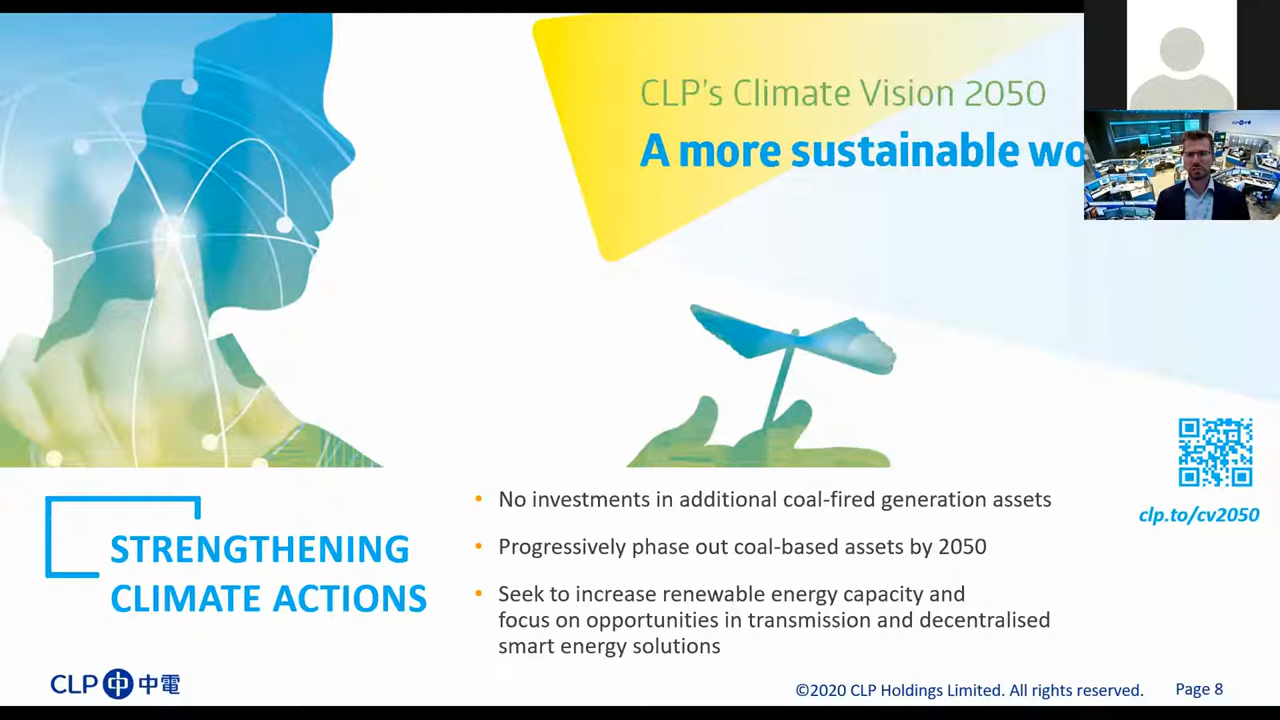 CLP's Climate Vision 2050
A more sustainable
STRENGTHENING
CLIMATE ACTIONS
• No investments in additional coal-fired generation assets
• Progressively phase out coal-based assets by 2050
• Seek to increase renewable energy capacity and
focus on opportunities in transmission and decentralised
smart energy solutions
clp.to/cv2050
CLP 中電
©2020 CLP Holdings Limited. All rights reserved.
Page 8
CLP 中電